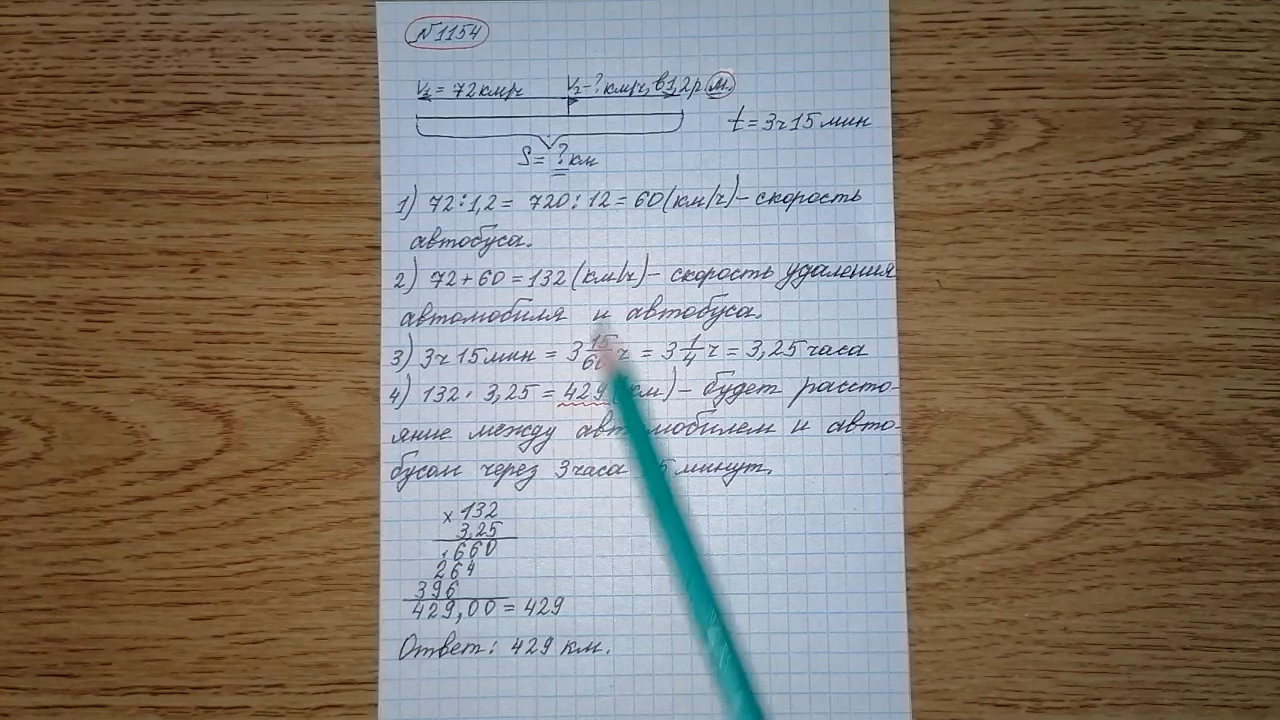 №1154
V₁ = 72 км/ч V₂ - ? км/ч, в 1,2 р м.
t = 3ч 15 мин
S = ? км
1) 72 : 1,2 = 720 : 12 = 60 (км/ч) - скорость
автобуса.
2) 72 + 60 = 132 (км/ч) - скорость удаления
автомобиля и автобуса.
3) 3ч 15 мин = 3 15/60 ч = 3 1/4 ч = 3,25 часа
4) 132 · 3,25 = 429 (км) - будет рассто-
яние между автомобилем и авто-
бусом через 3 часа 5 минут.
× 132
3,25
660
264
396
429,00 = 429
Ответ: 429 км.